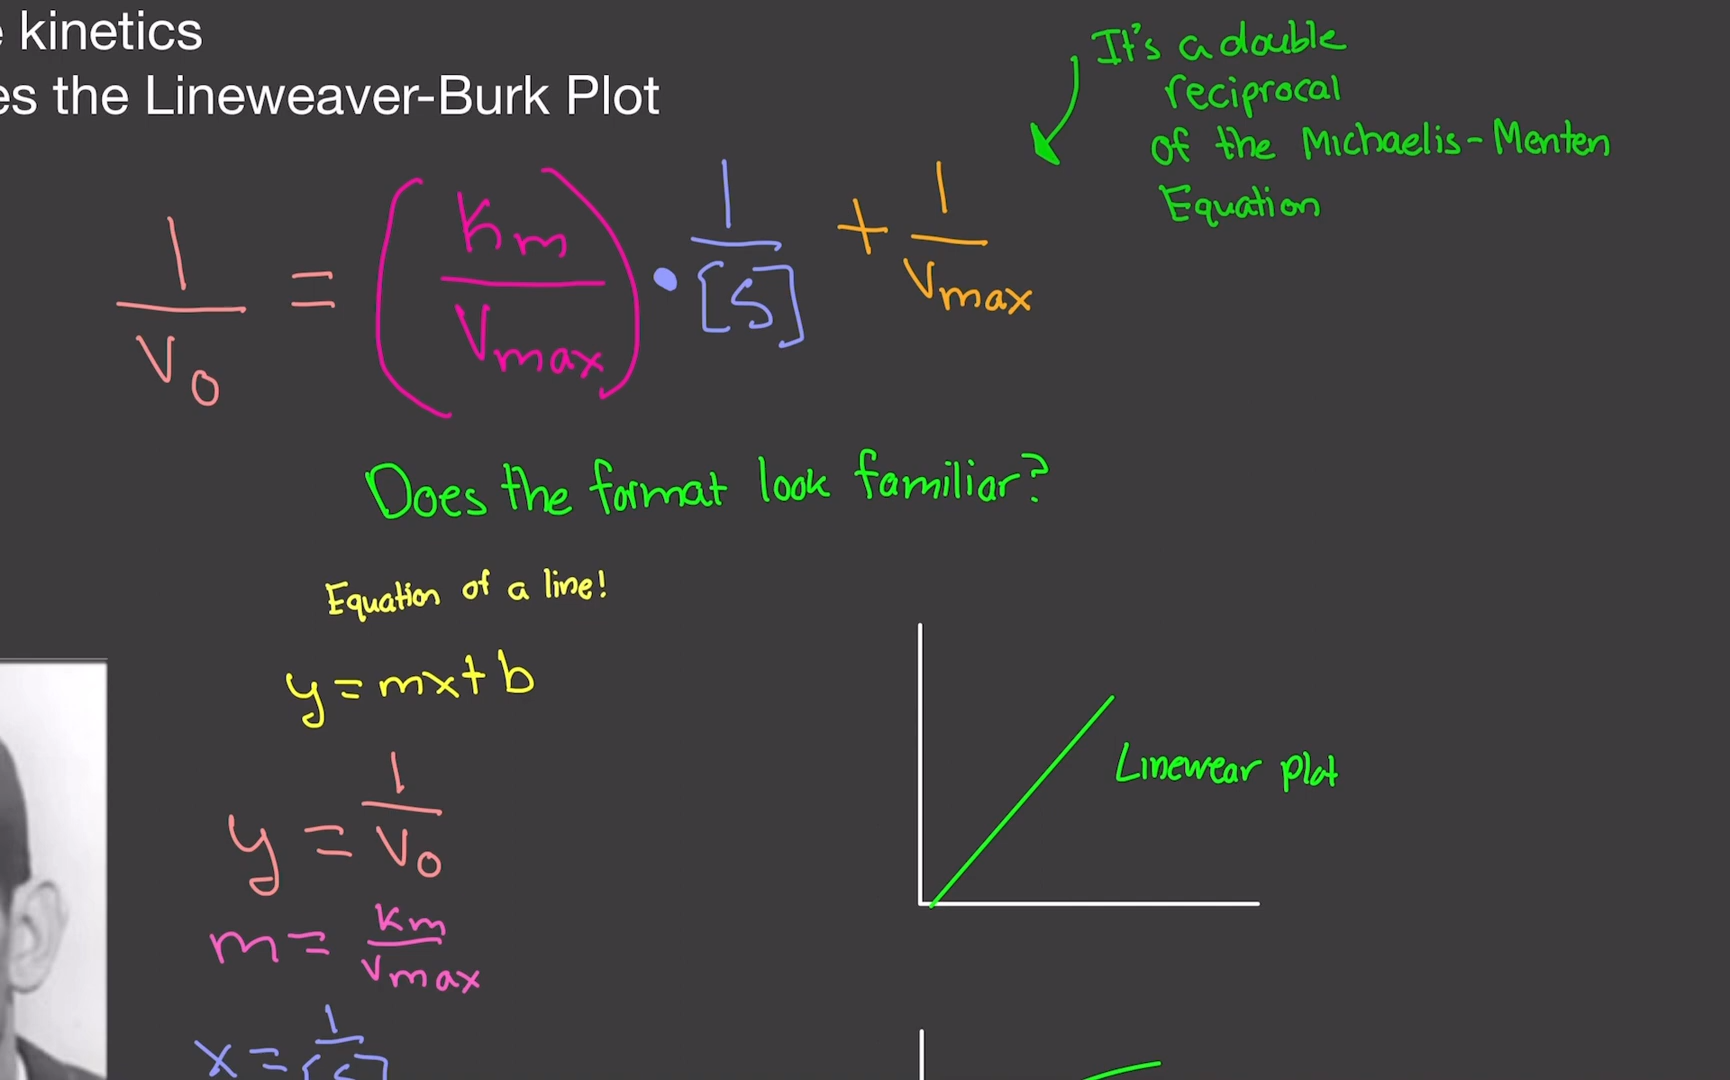 kinetics
es the Lineweaver-Burk Plot
It's a double
reciprocal
of the Michaelis-Menten
Equation
1/V₀ = (Km/Vmax) • 1/[S] + 1/Vmax
Does the format look familiar?
Equation of a line!
y = mx + b
y = 1/V₀
Linewear plot
m = Km/Vmax
x = 1/[S]